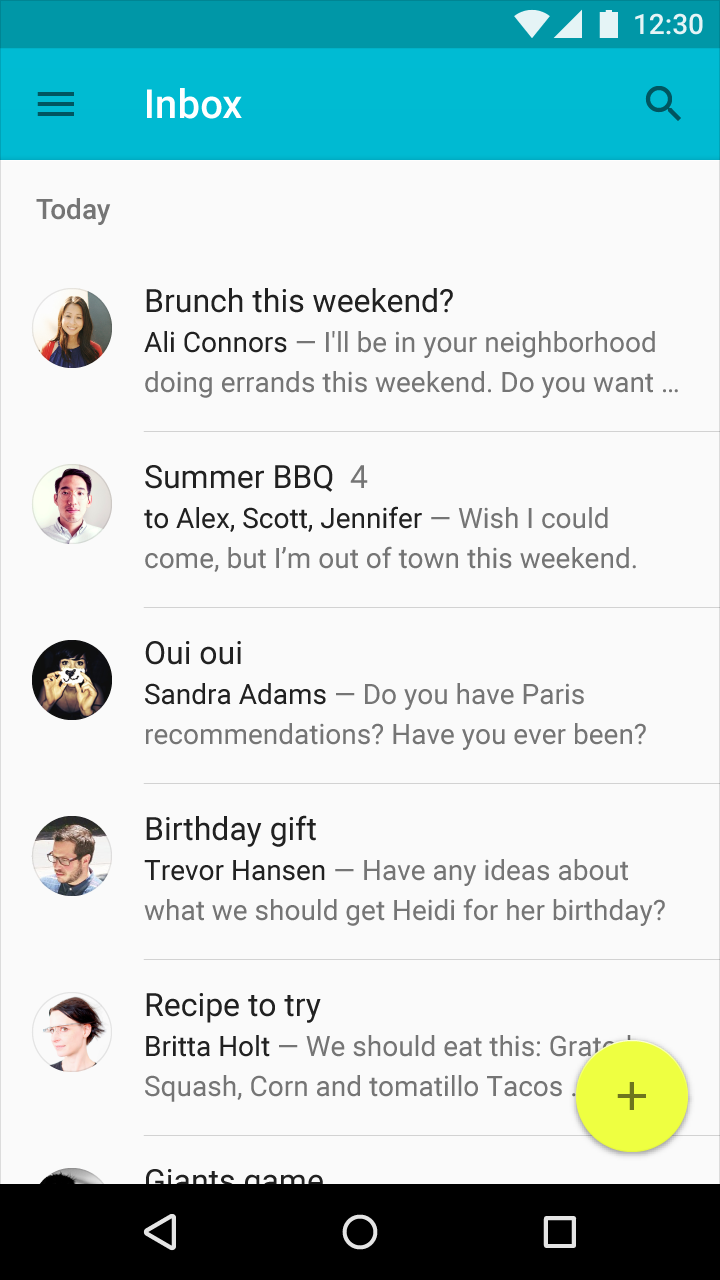 12:30
Inbox
Today
Brunch this weekend?
Ali Connors — I'll be in your neighborhood
doing errands this weekend. Do you want …
Summer BBQ 4
to Alex, Scott, Jennifer — Wish I could
come, but I’m out of town this weekend.
Oui oui
Sandra Adams — Do you have Paris
recommendations? Have you ever been?
Birthday gift
Trevor Hansen — Have any ideas about
what we should get Heidi for her birthday?
Recipe to try
Britta Holt — We should eat this:
Squash, Corn and tomatillo Tacos
Giants game